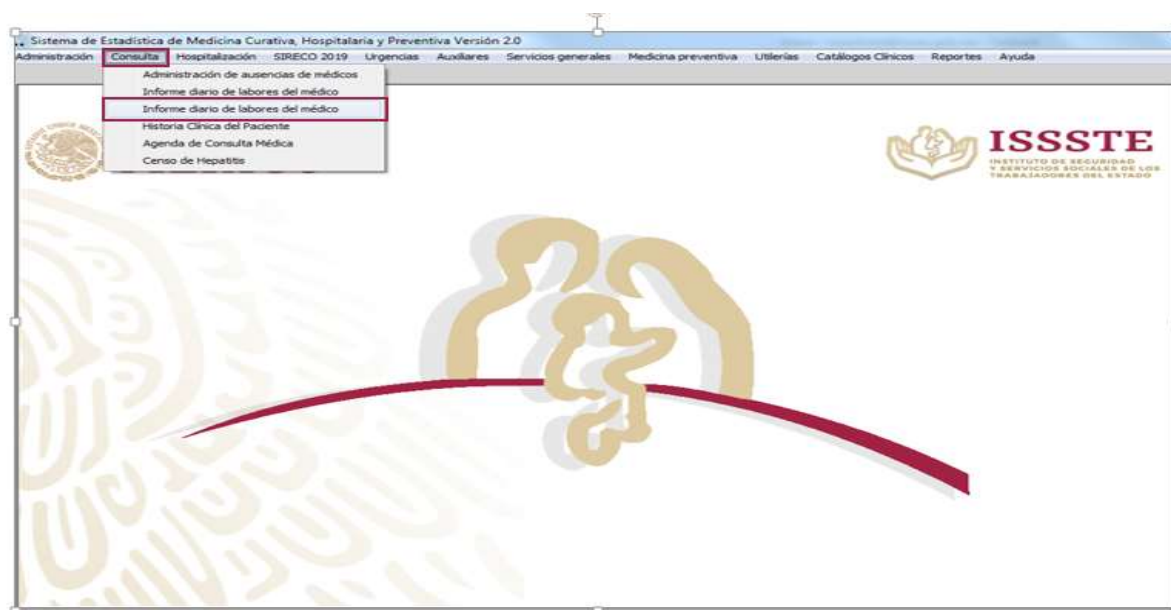 Sistema de Estadística de Medicina Curativa, Hospitalaria y Preventiva Versión 2.0
Administración Consulta Hospitalización SIRECO 2019 Urgencias Auxiliares Servicios generales Medicina preventiva Utilerías Catálogos Clínicos Reportes Ayuda
Administración de ausencias de médicos
Informe diario de labores del médico
Informe diario de labores del médico
Historia Clínica del Paciente
Agenda de Consulta Médica
Censo de Hepatitis
ISSSTE
INSTITUTO DE SEGURIDAD
Y SERVICIOS SOCIALES DE LOS
TRABAJADORES DEL ESTADO